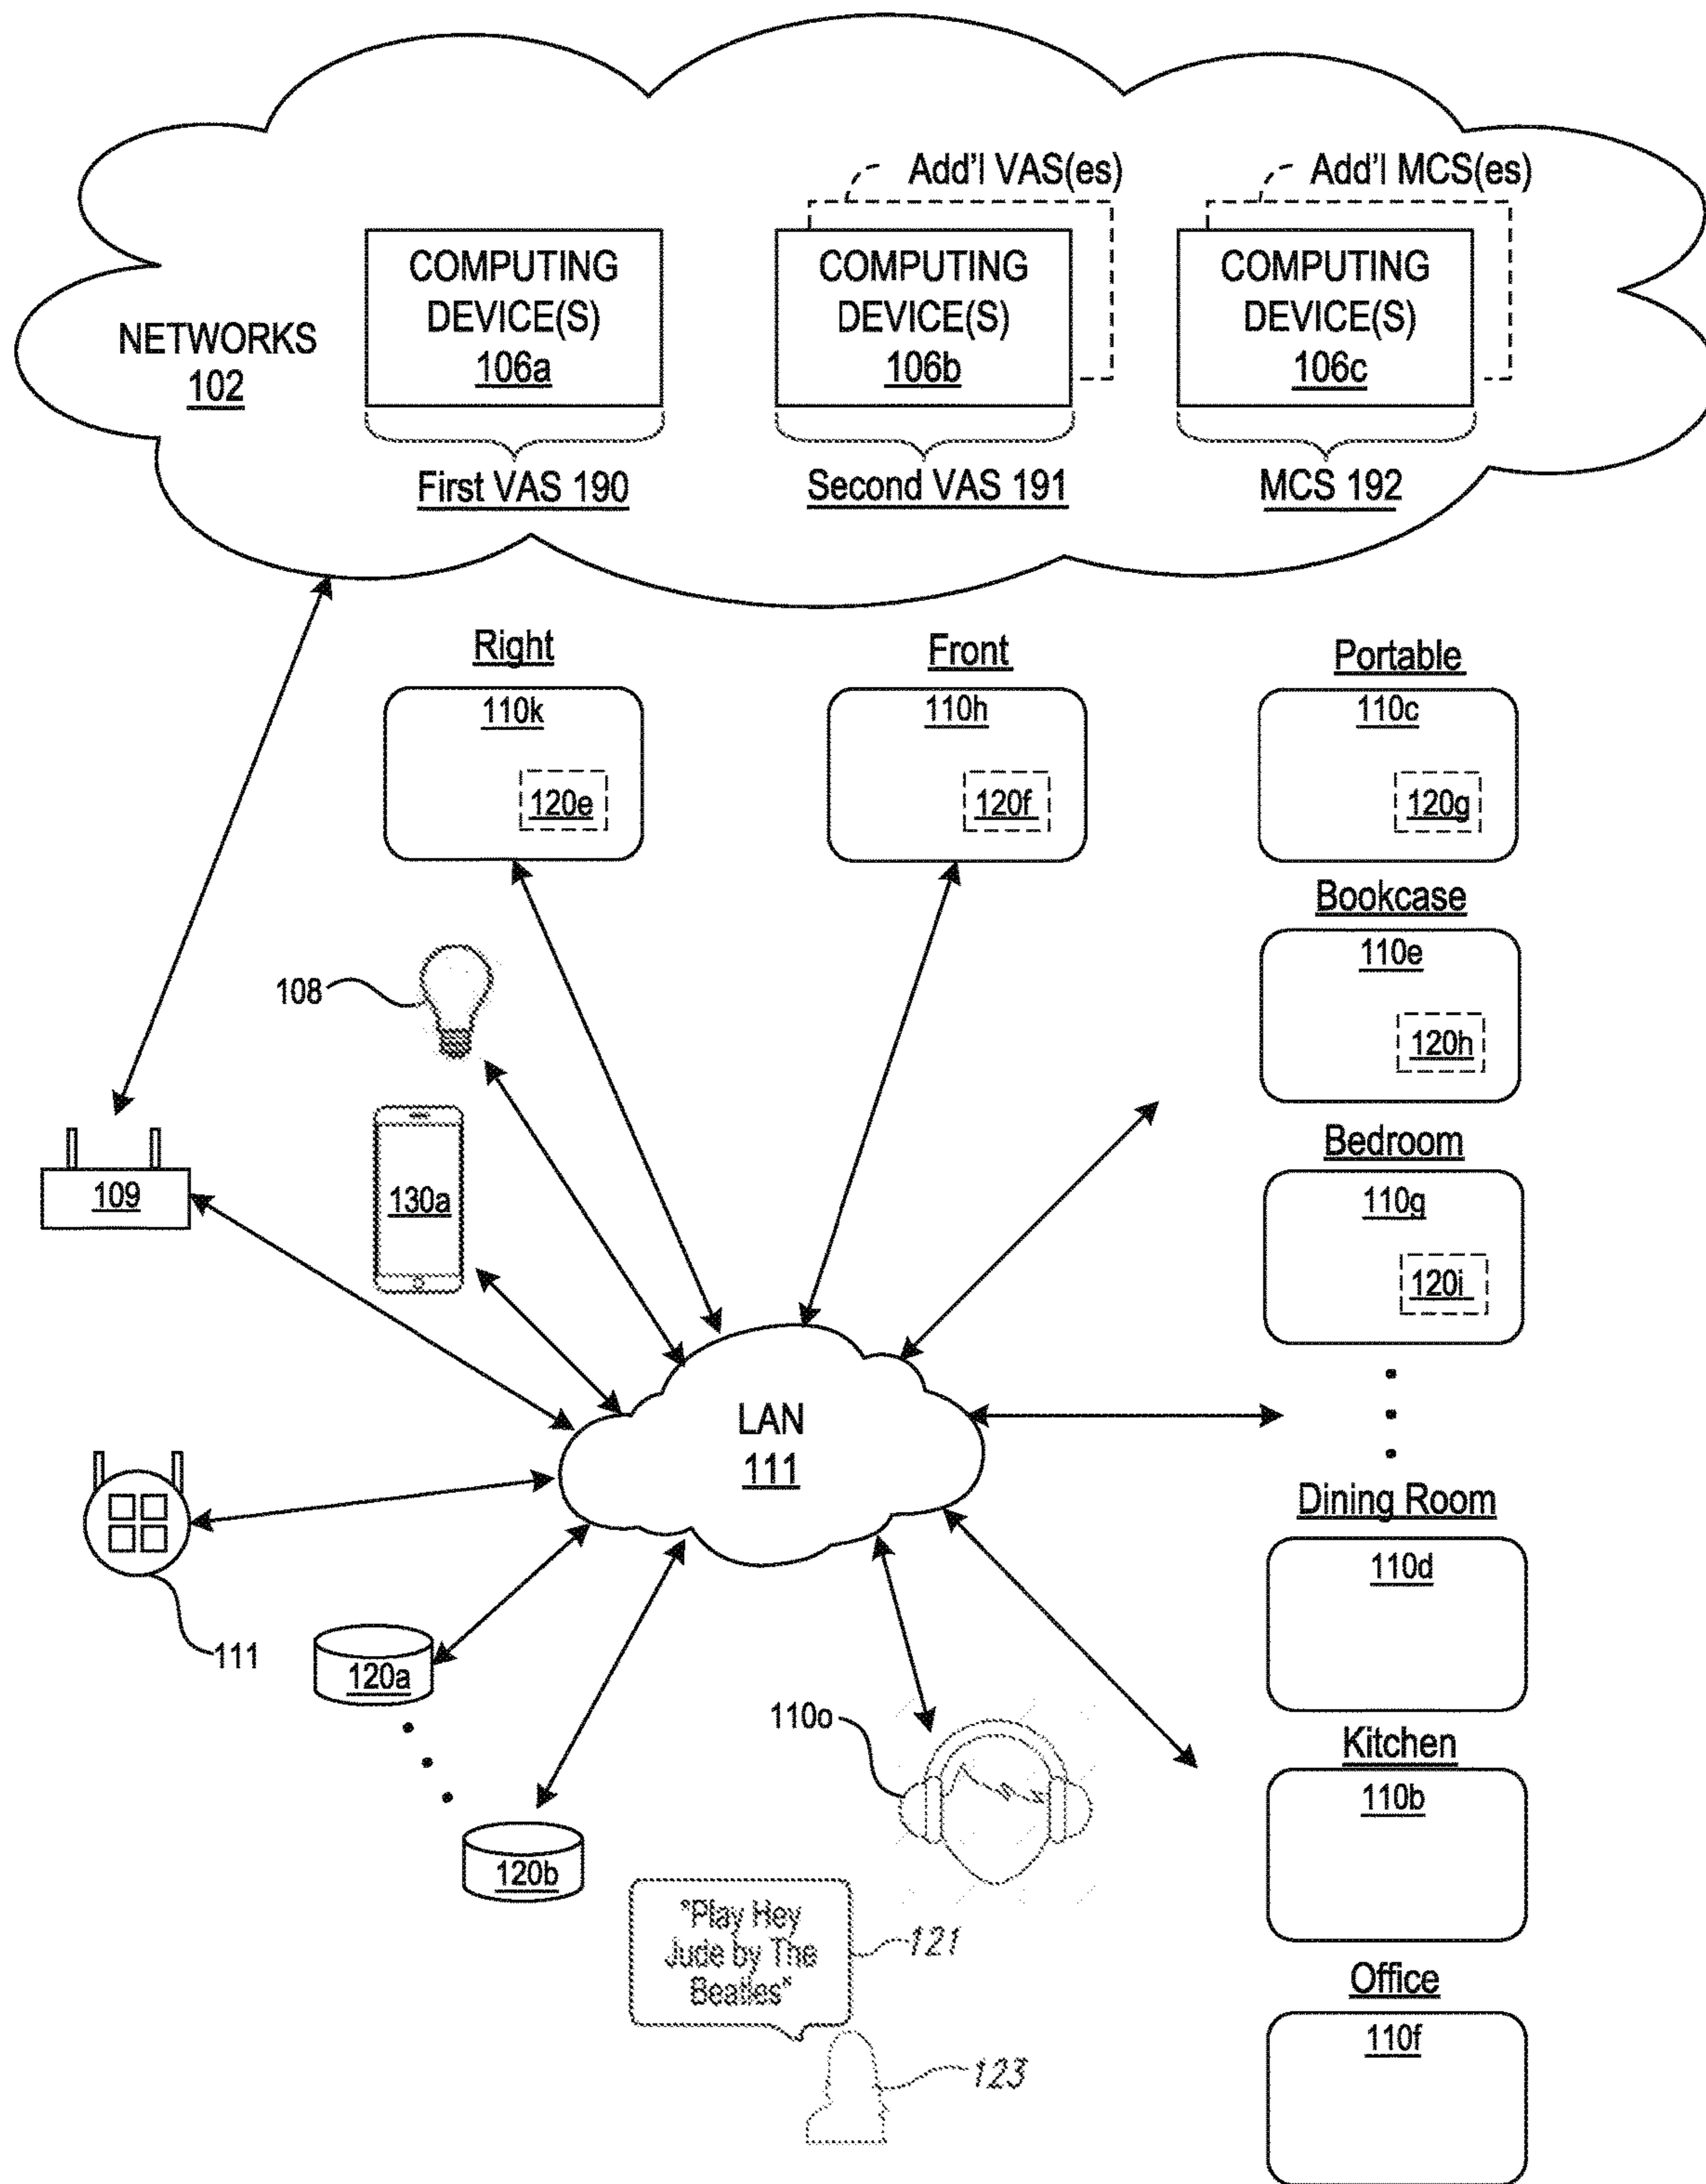 Add'l VAS(es)
Add'l MCS(es)
COMPUTING
DEVICE(S)
106a
COMPUTING
DEVICE(S)
106b
COMPUTING
DEVICE(S)
106c
NETWORKS
102
First VAS 190
Second VAS 191
MCS 192
Right
110k
120e
Front
110h
120f
Portable
110c
120g
Bookcase
110e
120h
108
Bedroom
110g
120i
109
130a
LAN
111
Dining Room
110d
111
120a
110o
Kitchen
110b
120b
"Play Hey
Jude by The
Beatles"
121
Office
110f
123